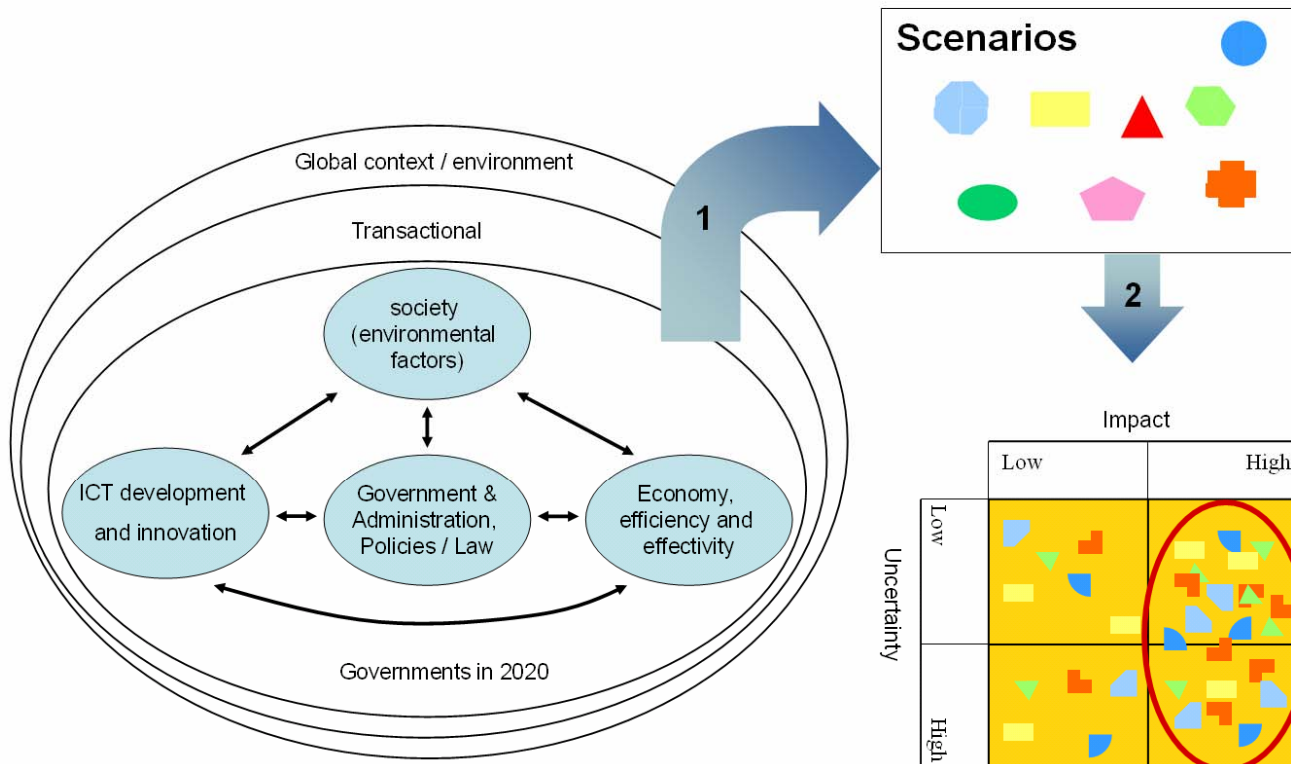 Scenarios
Global context / environment
Transactional
1
society
(environmental
factors)
2
ICT development
and innovation
Government &
Administration,
Policies / Law
Economy,
efficiency and
effectivity
Governments in 2020
Impact
Low
High
Uncertainty
Low
High